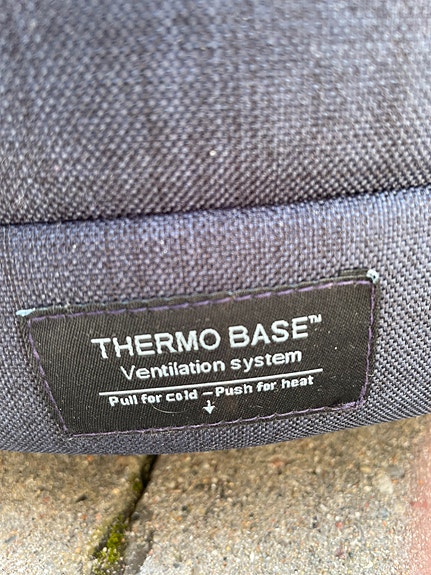 THERMO BASE™
Ventilation system
Pull for cold – Push for heat
↓